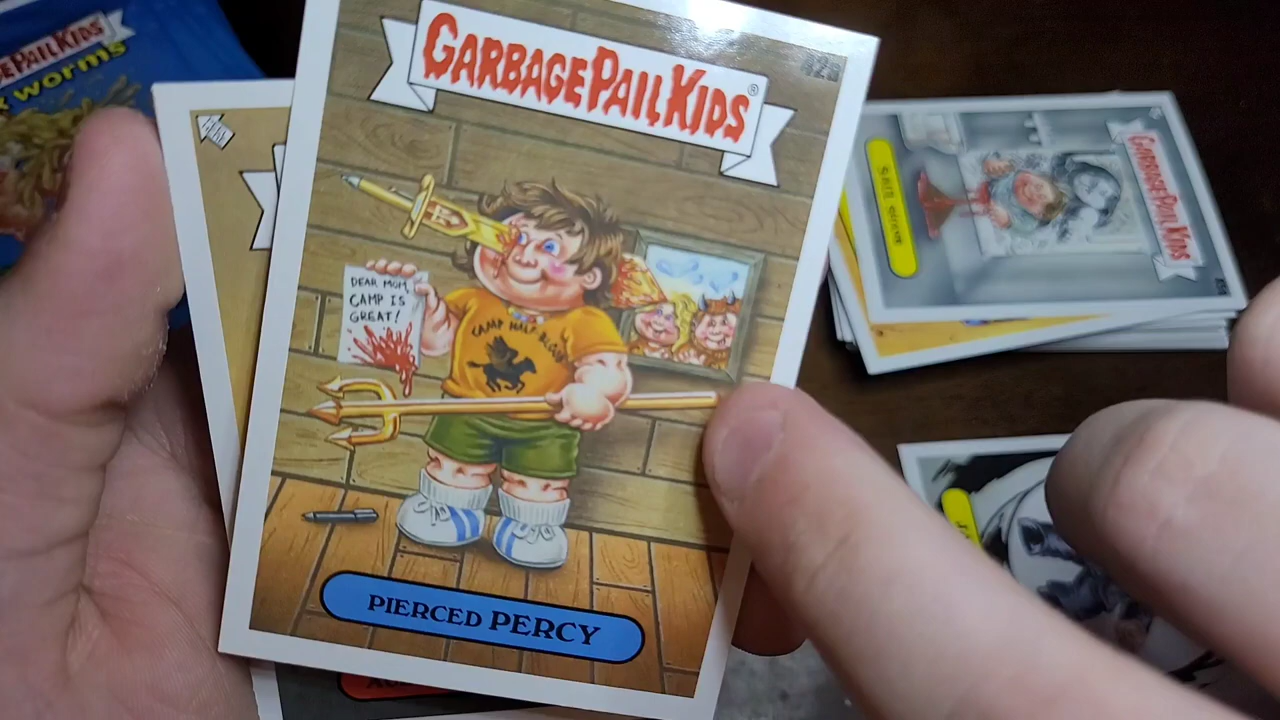 GARBAGE PAIL KIDS
worms
GARBAGE PAIL KIDS®
82b
DEAR MOM,
CAMP IS
GREAT!
CAMP HALF-BLOOD
PIERCED PERCY
GARBAGE PAIL KIDS